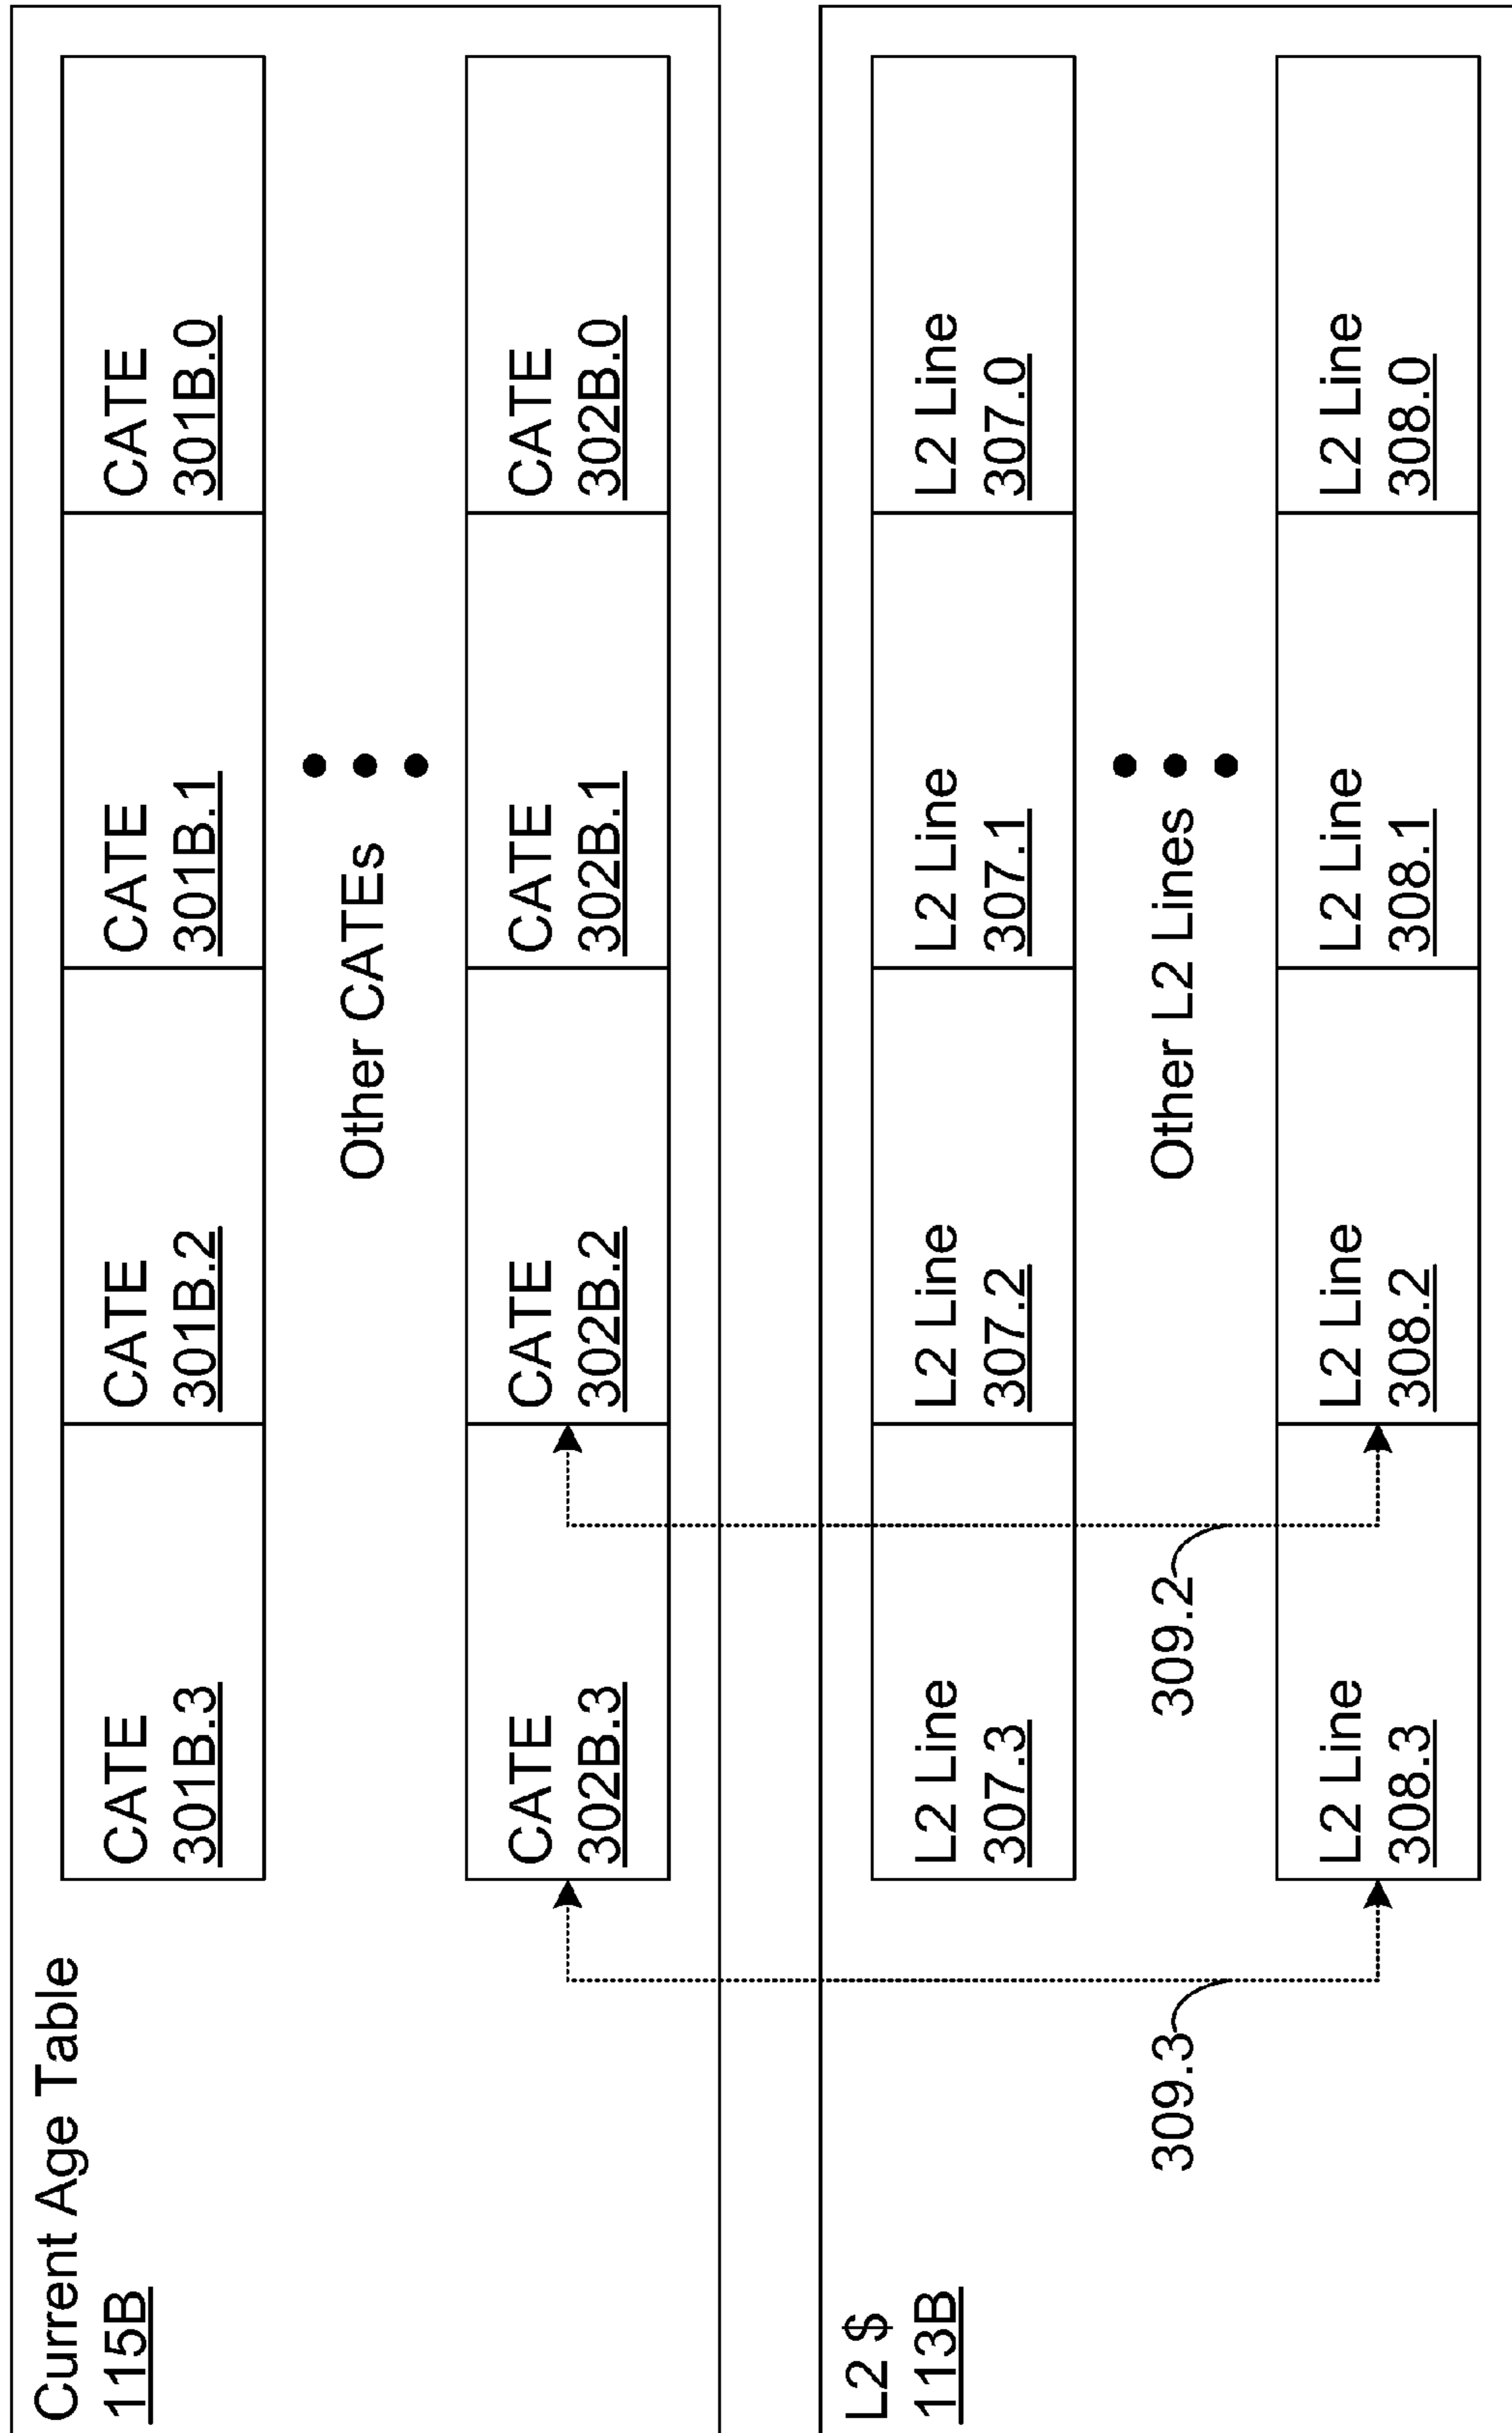 Current Age Table
115B
CATE
301B.3
CATE
301B.2
CATE
301B.1
CATE
301B.0
Other CATEs
CATE
302B.3
CATE
302B.2
CATE
302B.1
CATE
302B.0
L2 $
113B
L2 Line
307.3
L2 Line
307.2
L2 Line
307.1
L2 Line
307.0
309.3
309.2
Other L2 Lines
L2 Line
308.3
L2 Line
308.2
L2 Line
308.1
L2 Line
308.0